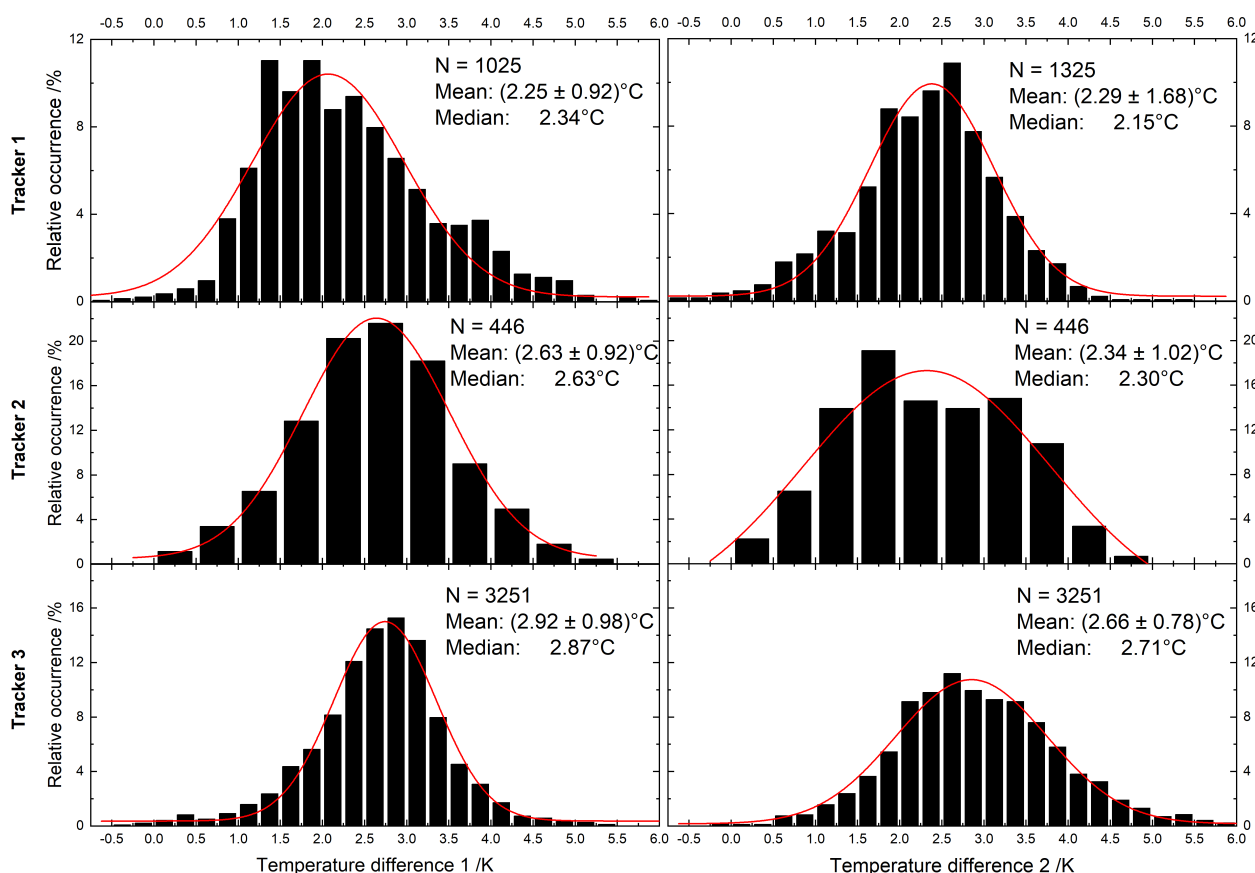 -0.5 0.0 0.5 1.0 1.5 2.0 2.5 3.0 3.5 4.0 4.5 5.0 5.5 6.0
-0.5 0.0 0.5 1.0 1.5 2.0 2.5 3.0 3.5 4.0 4.5 5.0 5.5 6.0
Tracker 1
Relative occurrence /%
12
8
4
0
N = 1025
Mean: (2.25 ± 0.92)°C
Median: 2.34°C
N = 1325
Mean: (2.29 ± 1.68)°C
Median: 2.15°C
12
8
4
0
Tracker 2
Relative occurrence /%
20
16
12
8
4
0
N = 446
Mean: (2.63 ± 0.92)°C
Median: 2.63°C
N = 446
Mean: (2.34 ± 1.02)°C
Median: 2.30°C
20
16
12
8
4
0
Tracker 3
Relative occurrence /%
16
12
8
4
0
N = 3251
Mean: (2.92 ± 0.98)°C
Median: 2.87°C
N = 3251
Mean: (2.66 ± 0.78)°C
Median: 2.71°C
16
12
8
4
0
-0.5 0.0 0.5 1.0 1.5 2.0 2.5 3.0 3.5 4.0 4.5 5.0 5.5 6.0
-0.5 0.0 0.5 1.0 1.5 2.0 2.5 3.0 3.5 4.0 4.5 5.0 5.5 6.0
Temperature difference 1 /K
Temperature difference 2 /K